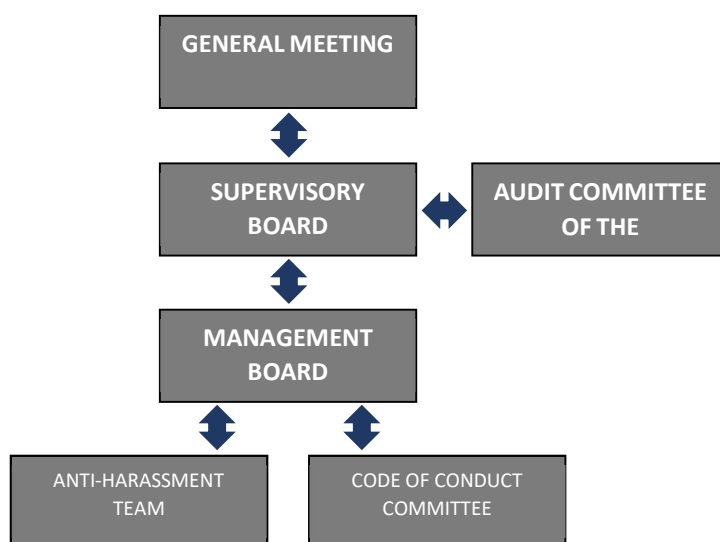 GENERAL MEETING
SUPERVISORY
BOARD
AUDIT COMMITTEE
OF THE
MANAGEMENT
BOARD
ANTI-HARASSMENT
TEAM
CODE OF CONDUCT
COMMITTEE